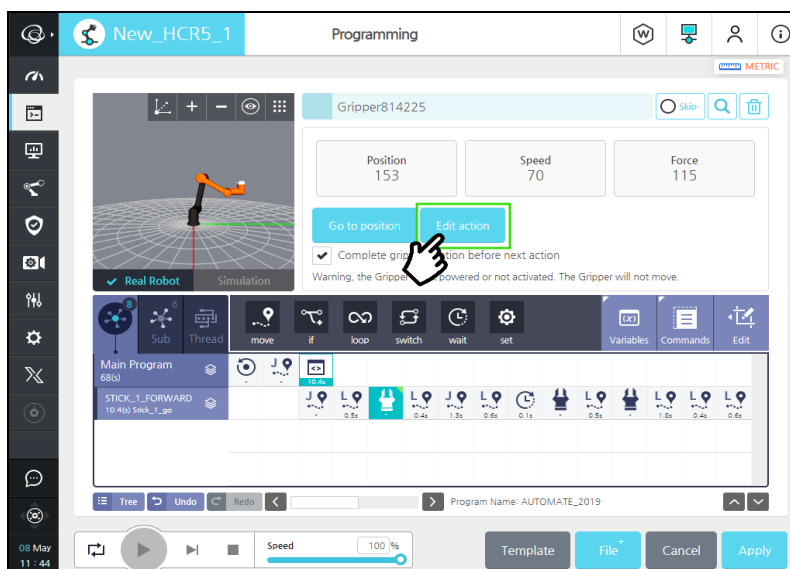 New_HCR5_1
Programming
METRIC
Gripper814225
Skip
Position
153
Speed
70
Force
115
Go to position
Edit action
Complete grip tion before next action
Warning, the Gripper powered or not activated. The Gripper will not move.
Real Robot
Simulation
8
6
Sub
Thread
move
if
loop
switch
wait
set
Variables
Commands
Edit
Main Program
68(s)
10.4s
STICK_1_FORWARD
10.4(s) Stick_1_go
J L L J L L L L L
- 0.5s - 0.4s 1.3s 0.6s 0.1s - 0.5s - 1.8s 0.4s 0.6s
Tree
Undo
Redo
Program Name: AUTOMATE_2019
Speed
100 %
Template
File+
Cancel
Apply
08 May
11 : 44